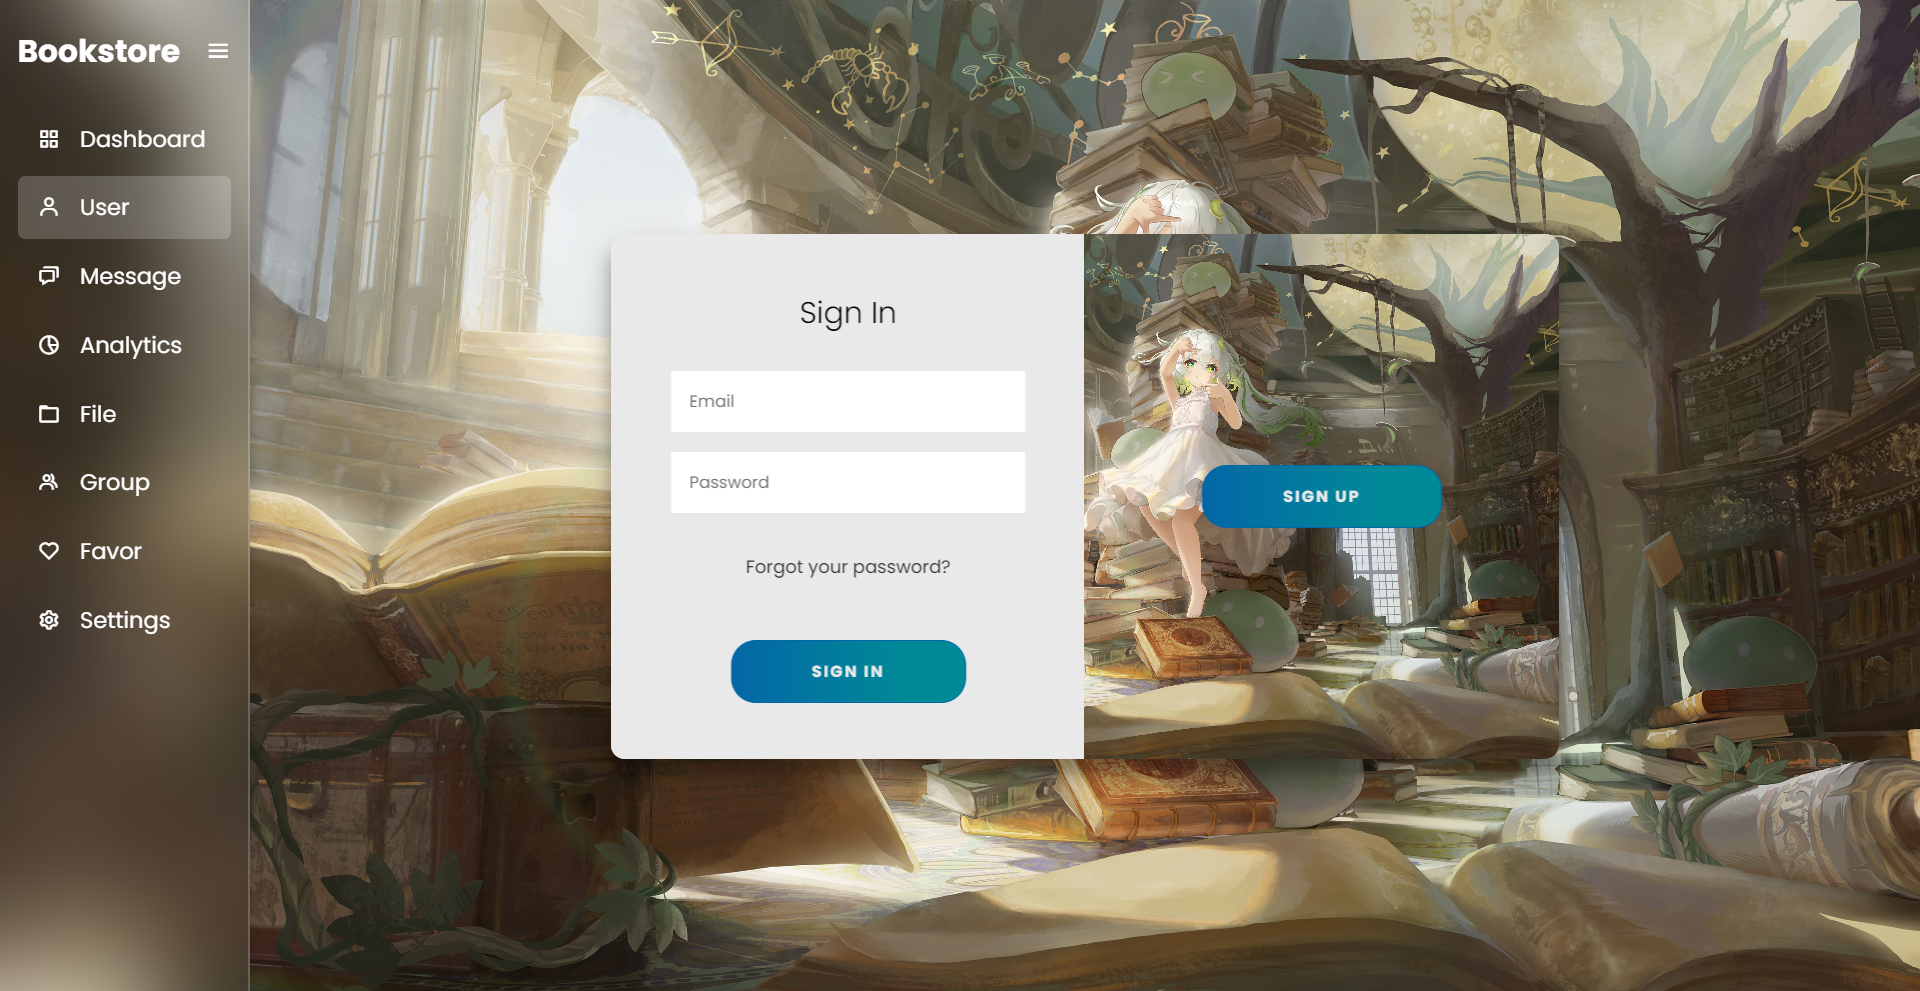 Bookstore
Dashboard
User
Message
Analytics
File
Group
Favor
Settings
Sign In
Email
Password
Forgot your password?
SIGN IN
SIGN UP